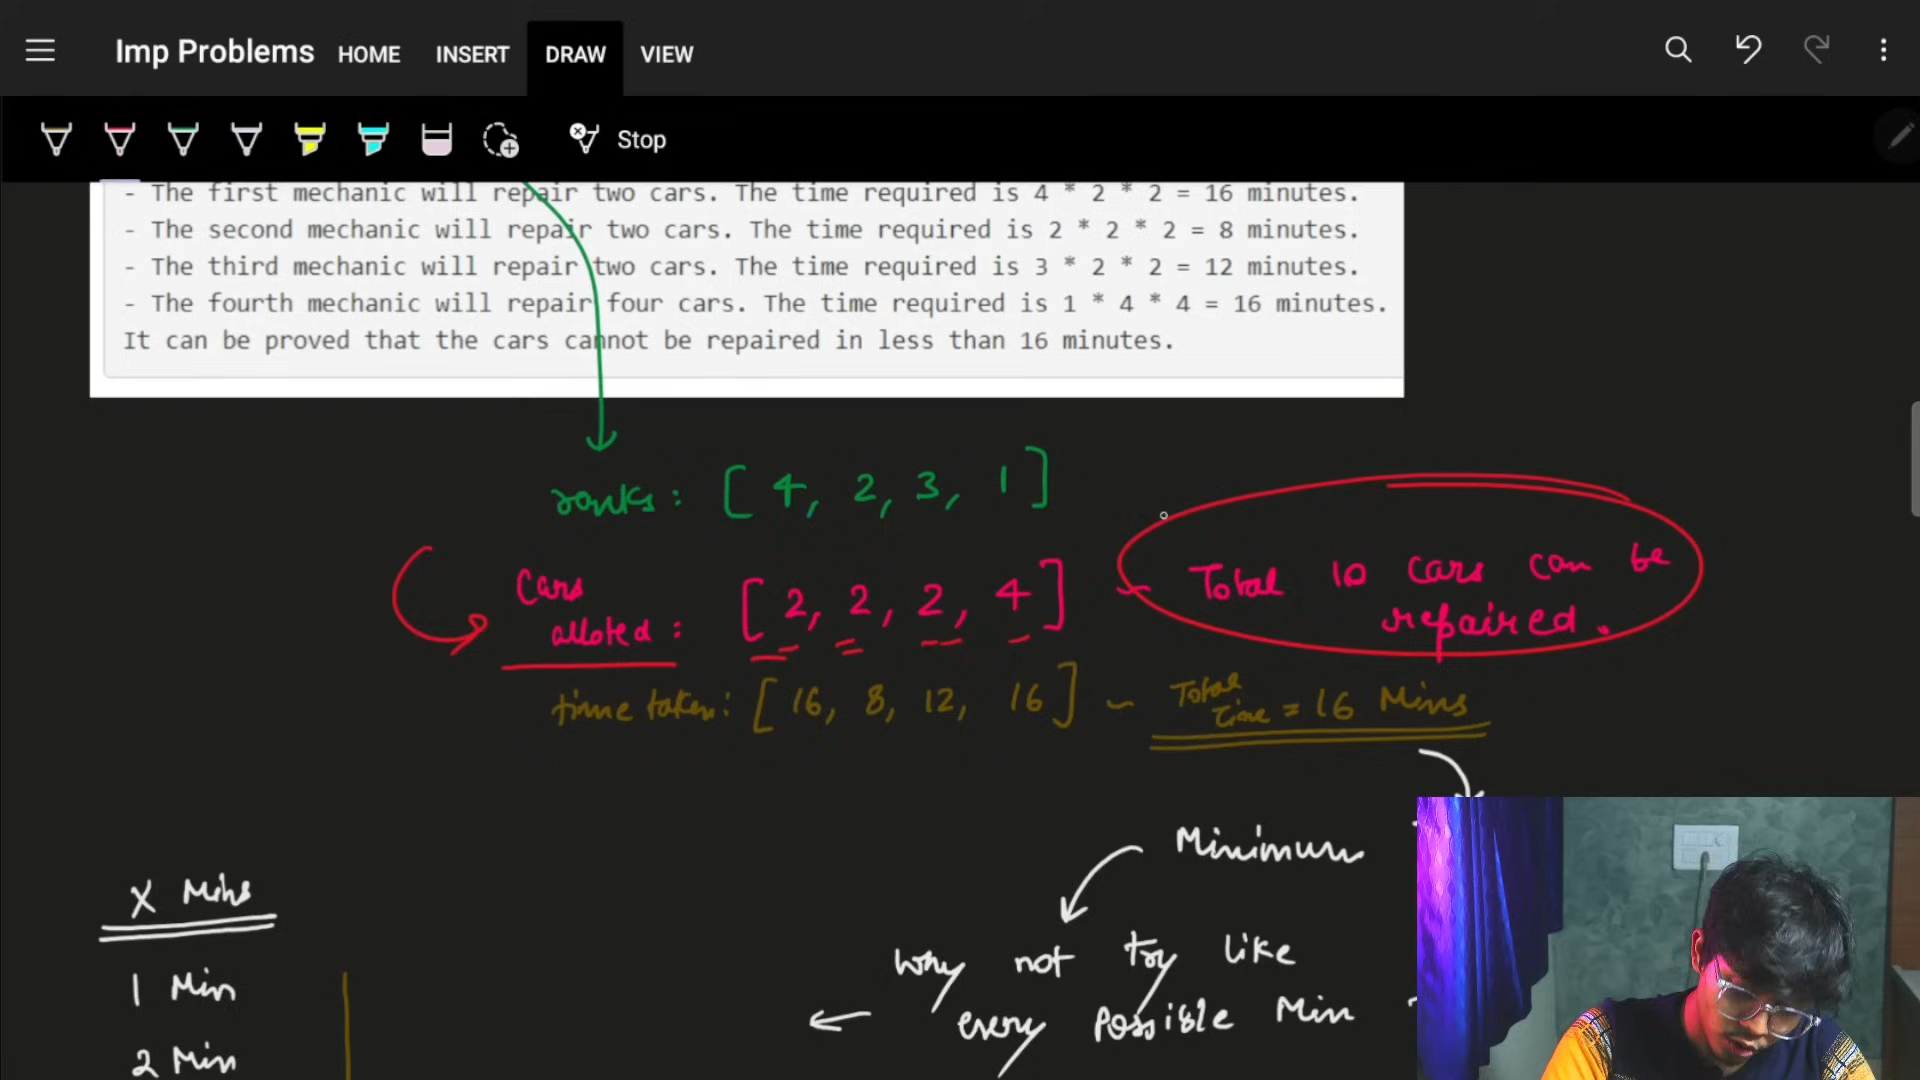 Imp Problems HOME INSERT DRAW VIEW
Stop
- The first mechanic will repair two cars. The time required is 4 * 2 * 2 = 16 minutes.
- The second mechanic will repair two cars. The time required is 2 * 2 * 2 = 8 minutes.
- The third mechanic will repair two cars. The time required is 3 * 2 * 2 = 12 minutes.
- The fourth mechanic will repair four cars. The time required is 1 * 4 * 4 = 16 minutes.
It can be proved that the cars cannot be repaired in less than 16 minutes.
ranks: [ 4, 2, 3, 1 ]
Cars
alloted : [ 2, 2, 2, 4 ] - Total 10 cars can be
repaired.
time taken: [ 16, 8, 12, 16 ] - Total
Time = 16 Mins
Minimum
X Mins
why not try like
1 Min
every Possible Min
2 Min